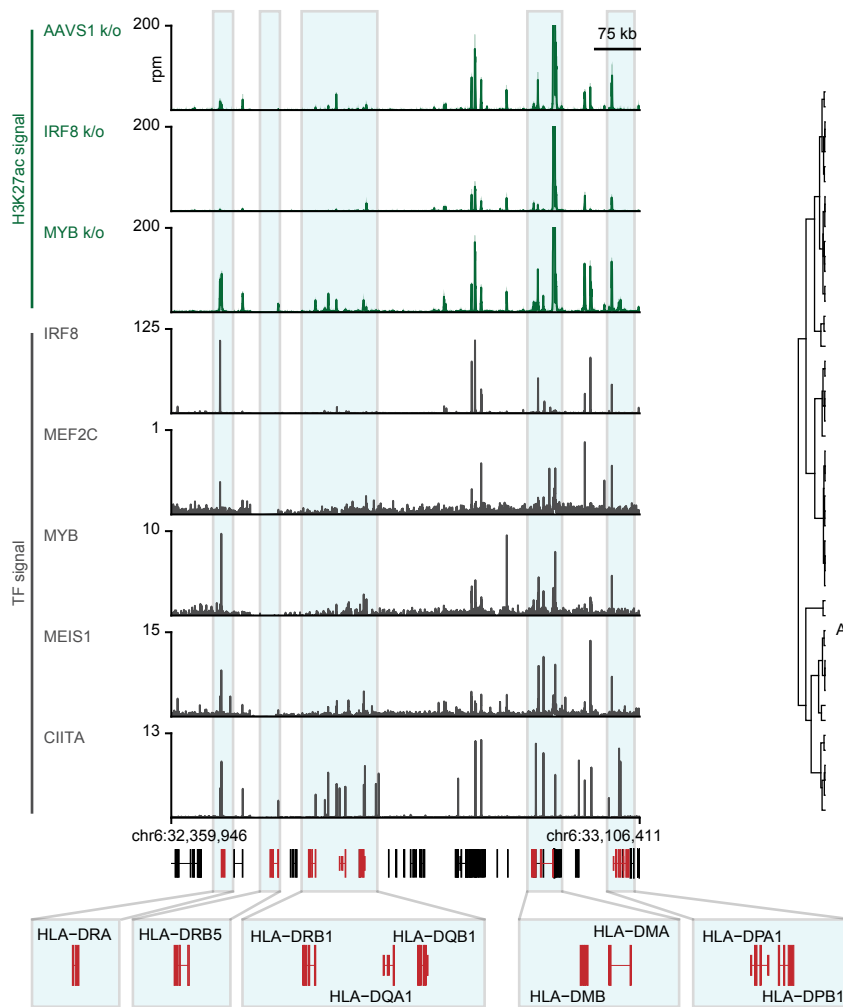 AAVS1 k/o
200
75 kb
rpm
IRF8 k/o
200
H3K27ac signal
MYB k/o
200
IRF8
125
MEF2C
1
MYB
10
TF signal
MEIS1
15
A
CIITA
13
chr6:32,359,946
chr6:33,106,411
HLA−DRA
HLA−DRB5
HLA−DRB1
HLA−DQB1
HLA−DQA1
HLA−DMA
HLA−DMB
HLA−DPA1
HLA−DPB1